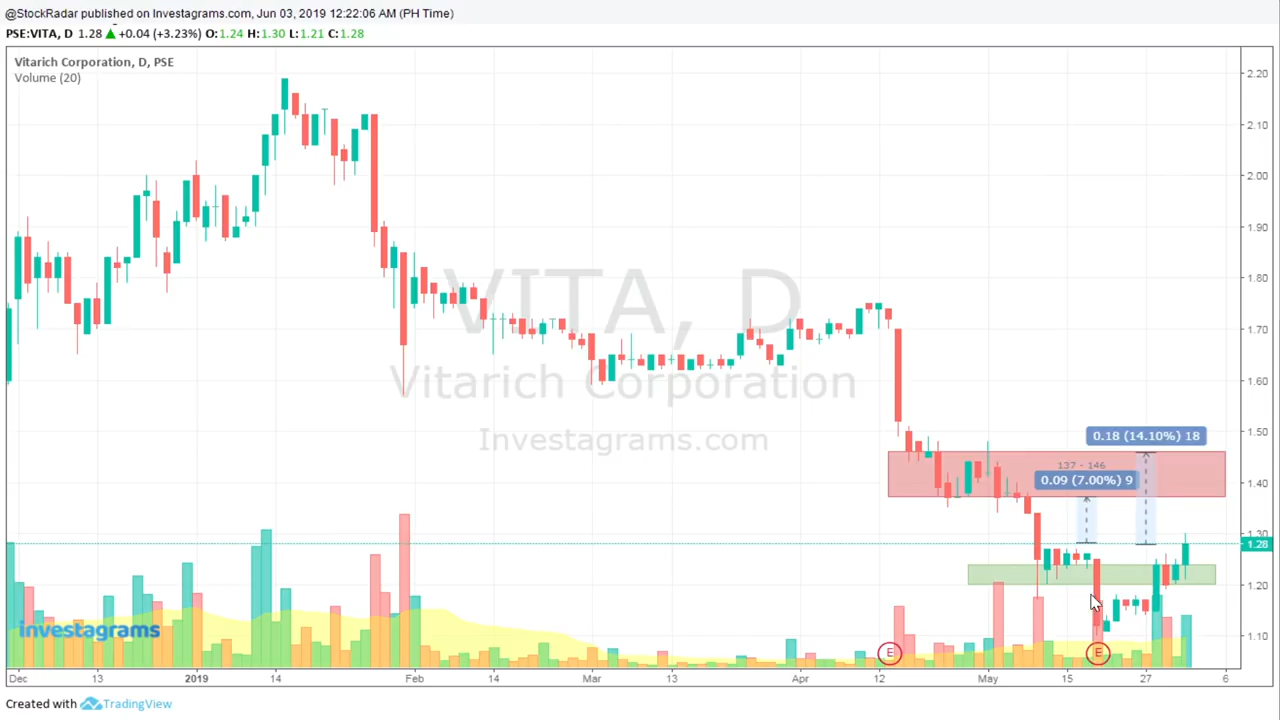 @StockRadar published on Investagrams.com, Jun 03, 2019 12:22:06 AM (PH Time)
PSE:VITA, D 1.28 ▲ +0.04 (+3.23%) O:1.24 H:1.30 L:1.21 C:1.28
Vitarich Corporation, D, PSE
Volume (20)
2.20
2.10
2.00
1.90
1.80
VITA, D
1.70
Vitarich Corporation
1.60
Investagrams.com
1.50
0.18 (14.10%) 18
137 - 146
0.09 (7.00%) 9
1.40
1.30
1.28
1.20
investagrams
1.10
E E
Dec 13 2019 14 Feb 14 Mar 13 Apr 12 May 15 27 6
Created with TradingView